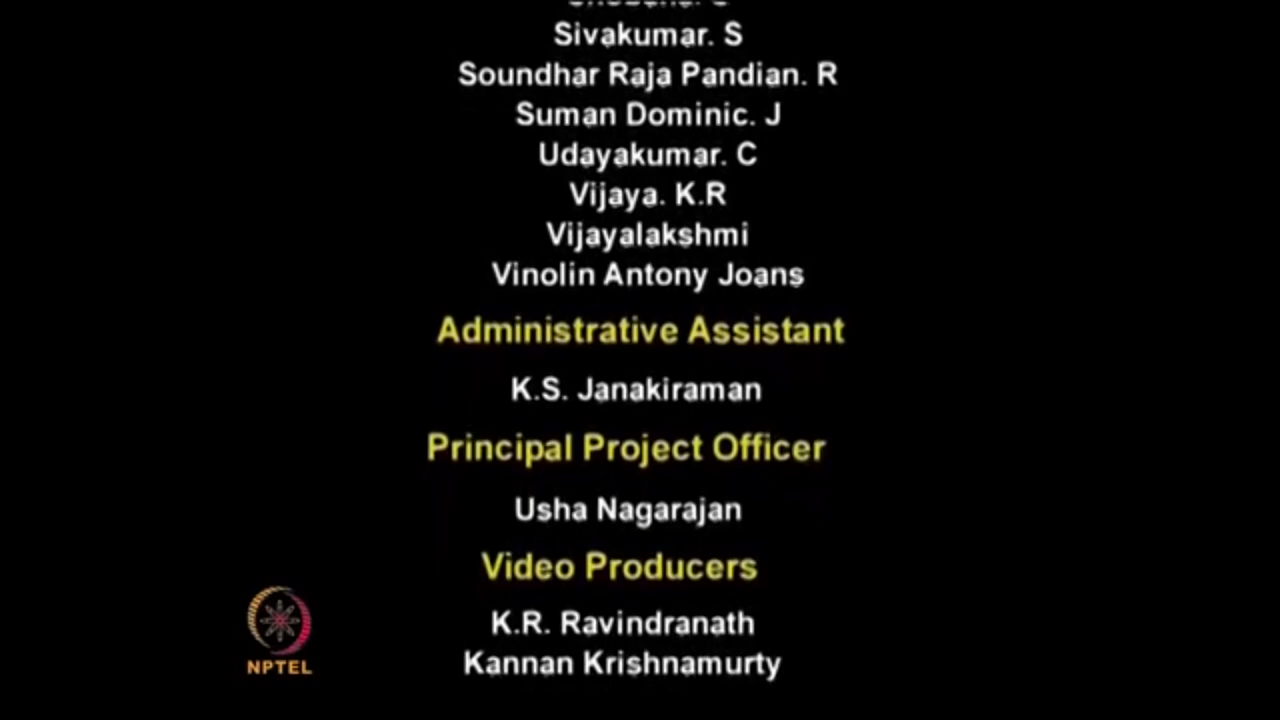 Sivakumar. S
Soundhar Raja Pandian. R
Suman Dominic. J
Udayakumar. C
Vijaya. K.R
Vijayalakshmi
Vinolin Antony Joans
Administrative Assistant
K.S. Janakiraman
Principal Project Officer
Usha Nagarajan
Video Producers
K.R. Ravindranath
Kannan Krishnamurty
NPTEL